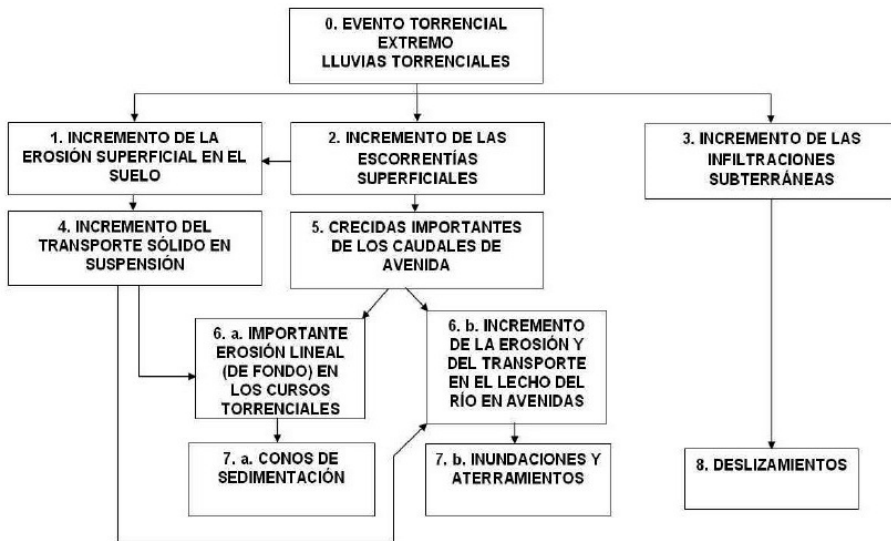 0. EVENTO TORRENCIAL
EXTREMO
LLUVIAS TORRENCIALES
1. INCREMENTO DE LA
EROSIÓN SUPERFICIAL EN EL
SUELO
2. INCREMENTO DE LAS
ESCORRENTÍAS
SUPERFICIALES
3. INCREMENTO DE LAS
INFILTRACIONES
SUBTERRÁNEAS
4. INCREMENTO DEL
TRANSPORTE SÓLIDO EN
SUSPENSIÓN
5. CRECIDAS IMPORTANTES
DE LOS CAUDALES DE
AVENIDA
6. a. IMPORTANTE
EROSIÓN LINEAL
(DE FONDO) EN
LOS CURSOS
TORRENCIALES
6. b. INCREMENTO
DE LA EROSIÓN Y
DEL TRANSPORTE
EN EL LECHO DEL
RÍO EN AVENIDAS
7. a. CONOS DE
SEDIMENTACIÓN
7. b. INUNDACIONES Y
ATERRAMIENTOS
8. DESLIZAMIENTOS